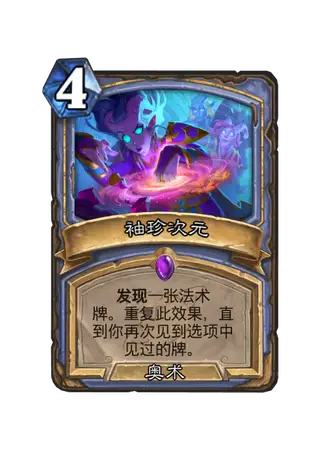 4
袖珍次元
发现一张法术
牌。重复此效果，直
到你再次见到选项中
见过的牌。
奥术